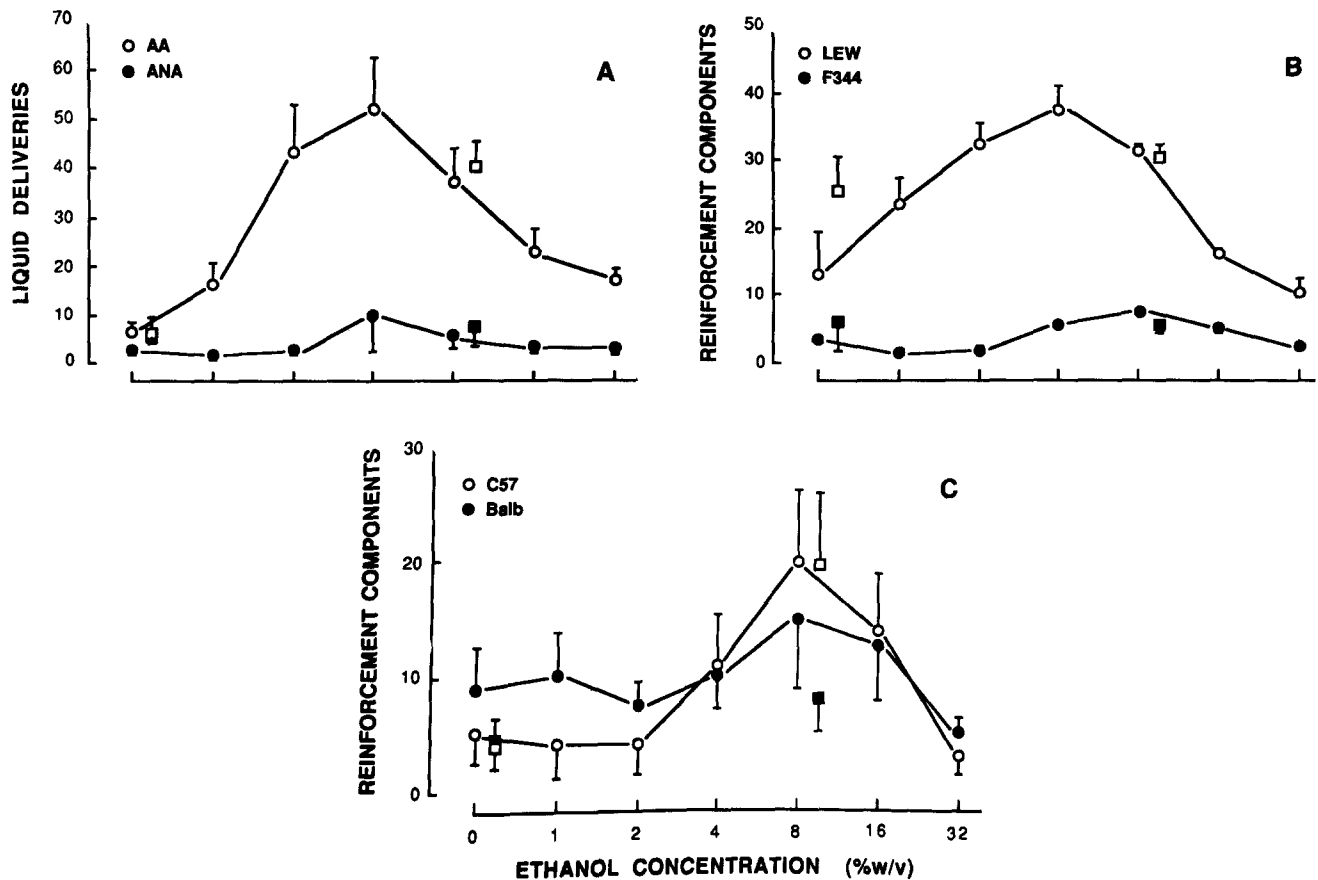 70
60
50
40
30
20
10
0
LIQUID DELIVERIES
AA
ANA
A
50
40
30
20
10
0
REINFORCEMENT COMPONENTS
LEW
F344
B
30
20
10
0
REINFORCEMENT COMPONENTS
C57
Balb
C
0 1 2 4 8 16 32
ETHANOL CONCENTRATION (%w/v)